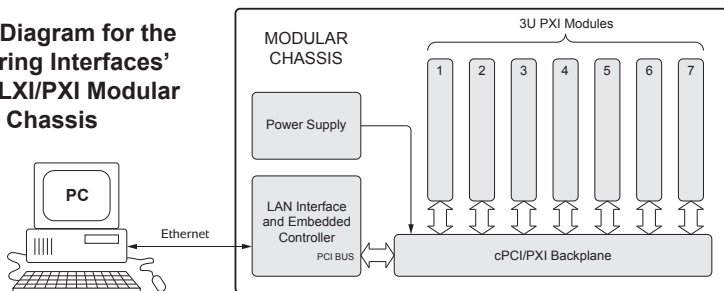 Diagram for the
ring Interfaces'
LXI/PXI Modular
Chassis
PC
Ethernet
MODULAR
CHASSIS
Power Supply
LAN Interface
and Embedded
Controller
PCI BUS
3U PXI Modules
1 2 3 4 5 6 7
cPCI/PXI Backplane